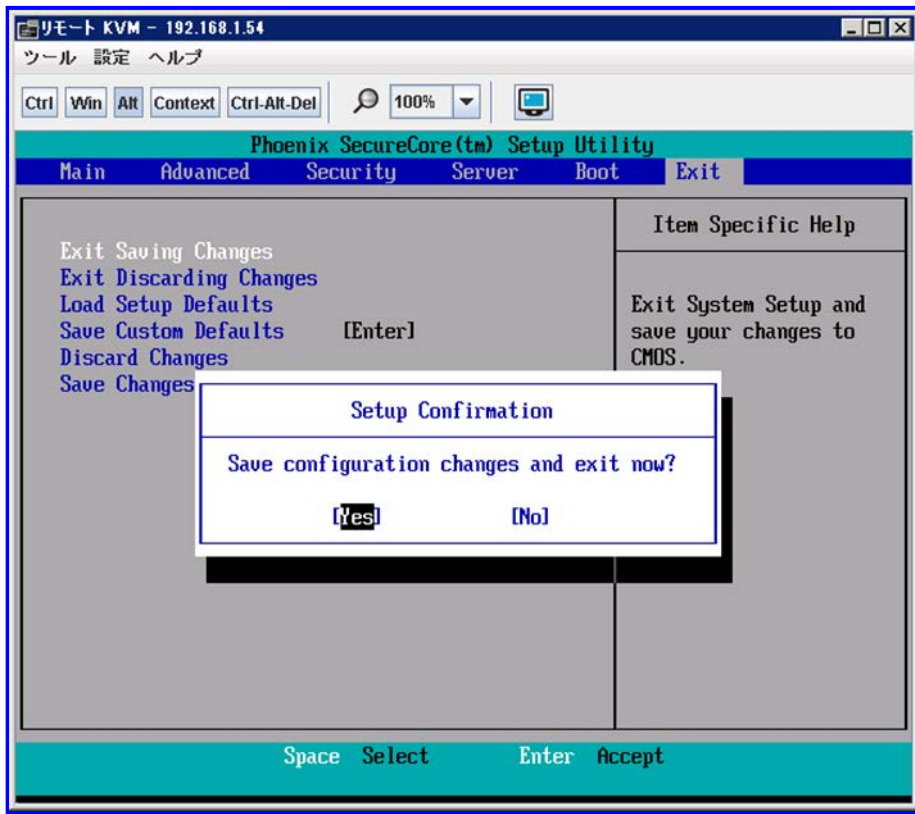 リモート KVM - 192.168.1.54
ツール 設定 ヘルプ
Ctrl Win Alt Context Ctrl-Alt-Del 100%
Phoenix SecureCore(tm) Setup Utility
Main Advanced Security Server Boot Exit
Item Specific Help
Exit Saving Changes
Exit Discarding Changes
Load Setup Defaults
Save Custom Defaults [Enter]
Discard Changes
Save Changes
Exit System Setup and
save your changes to
CMOS.
Setup Confirmation
Save configuration changes and exit now?
[Yes] [No]
Space Select Enter Accept